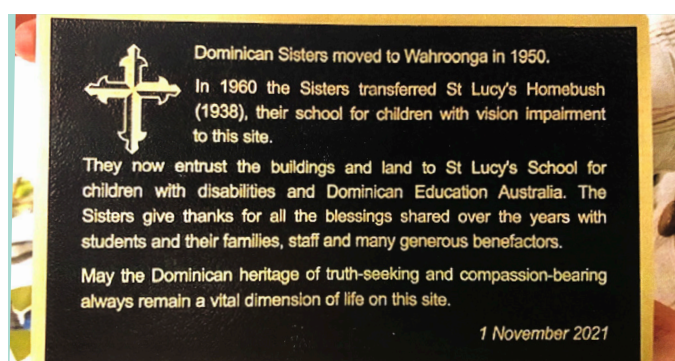 Dominican Sisters moved to Wahroonga in 1950.
In 1960 the Sisters transferred St Lucy's Homebush
(1938), their school for children with vision impairment
to this site.
They now entrust the buildings and land to St Lucy's School for
children with disabilities and Dominican Education Australia. The
Sisters give thanks for all the blessings shared over the years with
students and their families, staff and many generous benefactors.
May the Dominican heritage of truth-seeking and compassion-bearing
always remain a vital dimension of life on this site.
1 November 2021